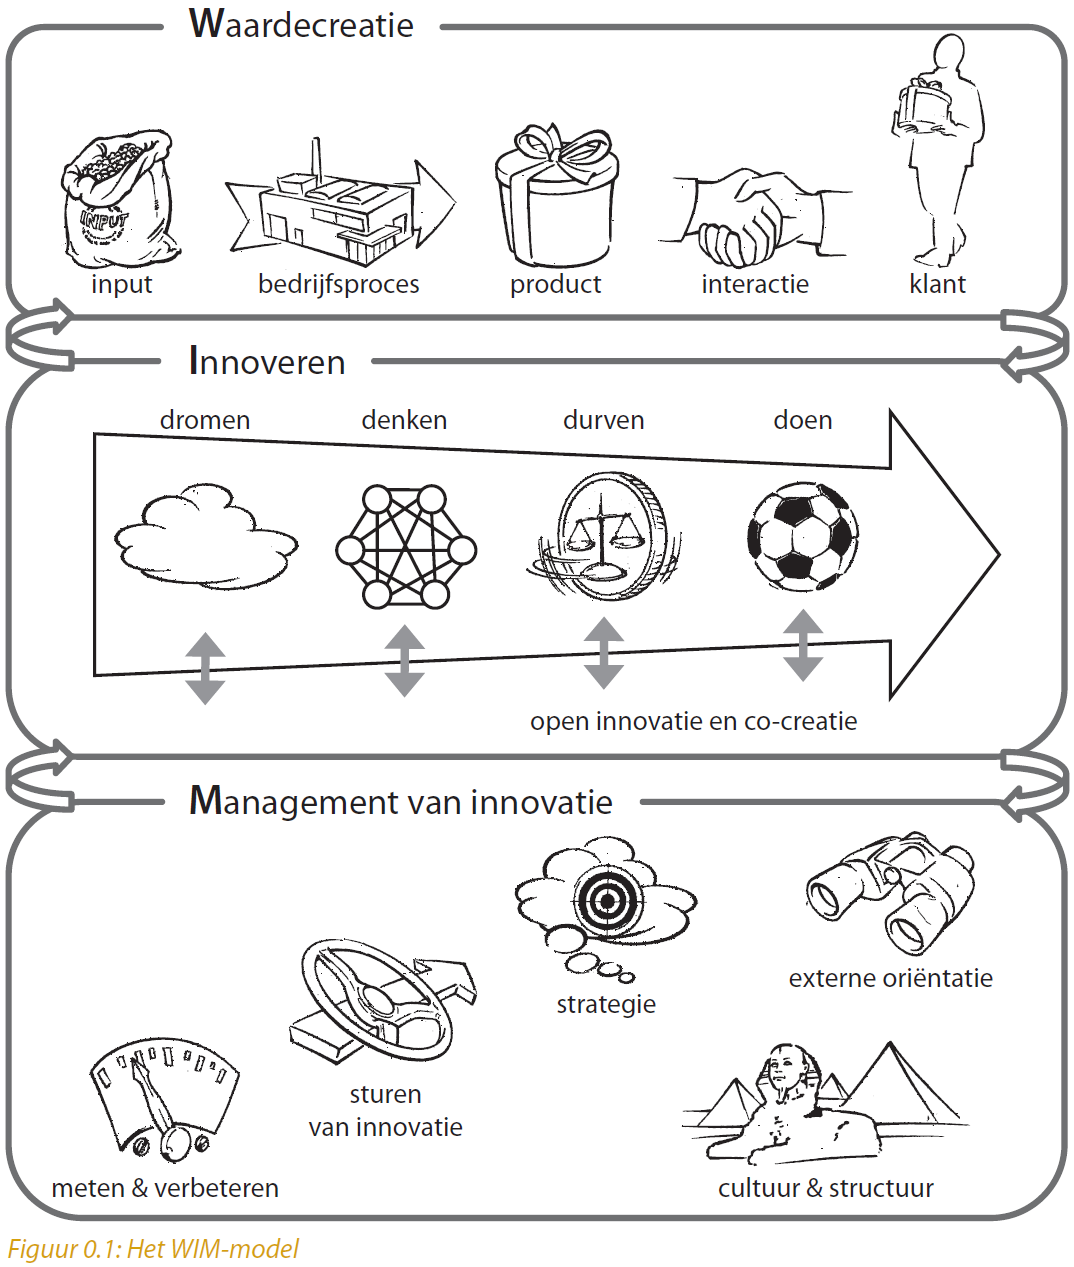 Waardecreatie
INPUT
input
bedrijfsproces
product
interactie
klant
Innoveren
dromen
denken
durven
doen
open innovatie en co-creatie
Management van innovatie
strategie
externe oriëntatie
sturen
van innovatie
meten & verbeteren
cultuur & structuur
Figuur 0.1: Het WIM-model